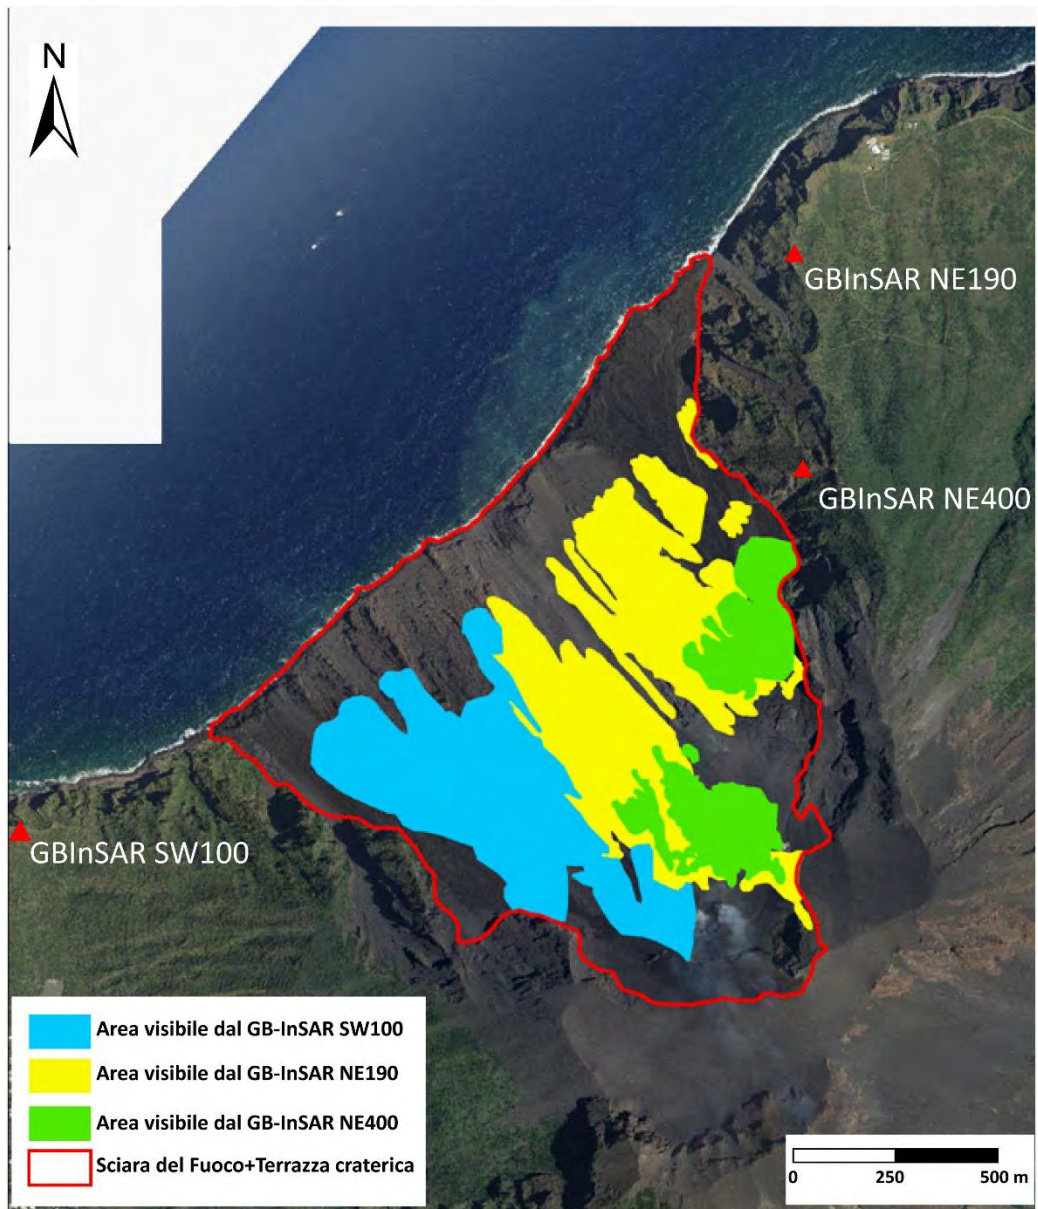 N
GBInSAR NE190
GBInSAR NE400
GBInSAR SW100
Area visibile dal GB-InSAR SW100
Area visibile dal GB-InSAR NE190
Area visibile dal GB-InSAR NE400
Sciara del Fuoco+Terrazza craterica
0 250 500 m